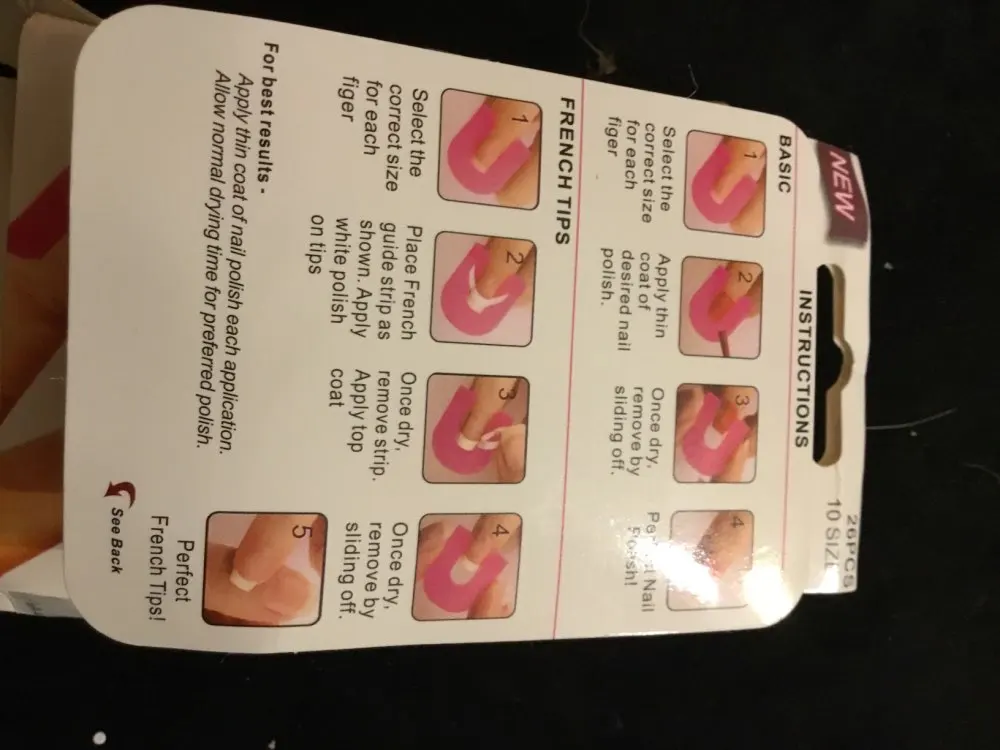 NEW
26PCS
10 SIZE
INSTRUCTIONS
BASIC
1
Select the
correct size
for each
figer
2
Apply thin
coat of
desired nail
polish.
3
Once dry,
remove by
sliding off.
4
Nail
FRENCH TIPS
1
Select the
correct size
for each
figer
2
Place French
guide strip as
shown. Apply
white polish
on tips
3
Once dry,
remove strip.
Apply top
coat
4
Once dry,
remove by
sliding off.
5
Perfect
French Tips!
For best results -
Apply thin coat of nail polish each application.
Allow normal drying time for preferred polish.
See Back